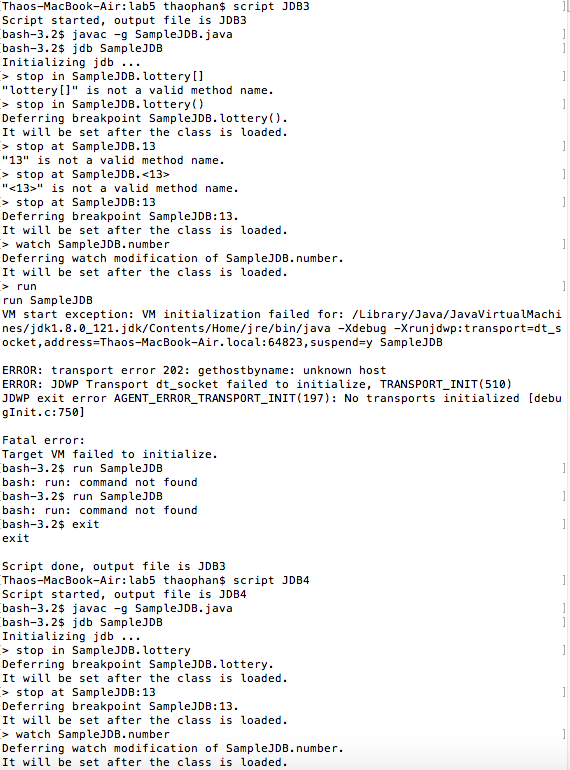 Thaos-MacBook-Air:lab5 thaophan$ script JDB3
Script started, output file is JDB3
[bash-3.2$ javac -g SampleJDB.java ]
[bash-3.2$ jdb SampleJDB ]
Initializing jdb ...
> stop in SampleJDB.lottery[] ]
"lottery[]" is not a valid method name.
> stop in SampleJDB.lottery() ]
Deferring breakpoint SampleJDB.lottery().
It will be set after the class is loaded.
> stop at SampleJDB.13 ]
"13" is not a valid method name.
> stop at SampleJDB.<13> ]
"<13>" is not a valid method name.
> stop at SampleJDB:13 ]
Deferring breakpoint SampleJDB:13.
It will be set after the class is loaded.
> watch SampleJDB.number ]
Deferring watch modification of SampleJDB.number.
It will be set after the class is loaded.
> run ]
run SampleJDB
VM start exception: VM initialization failed for: /Library/Java/JavaVirtualMachi
nes/jdk1.8.0_121.jdk/Contents/Home/jre/bin/java -Xdebug -Xrunjdwp:transport=dt_s
ocket,address=Thaos-MacBook-Air.local:64823,suspend=y SampleJDB
ERROR: transport error 202: gethostbyname: unknown host
ERROR: JDWP Transport dt_socket failed to initialize, TRANSPORT_INIT(510)
JDWP exit error AGENT_ERROR_TRANSPORT_INIT(197): No transports initialized [debu
gInit.c:750]
Fatal error:
Target VM failed to initialize.
[bash-3.2$ run SampleJDB ]
bash: run: command not found
[bash-3.2$ run SampleJDB ]
bash: run: command not found
[bash-3.2$ exit ]
exit
Script done, output file is JDB3
[Thaos-MacBook-Air:lab5 thaophan$ script JDB4 ]
Script started, output file is JDB4
[bash-3.2$ javac -g SampleJDB.java ]
[bash-3.2$ jdb SampleJDB ]
Initializing jdb ...
> stop in SampleJDB.lottery ]
Deferring breakpoint SampleJDB.lottery.
It will be set after the class is loaded.
> stop at SampleJDB:13 ]
Deferring breakpoint SampleJDB:13.
It will be set after the class is loaded.
> watch SampleJDB.number ]
Deferring watch modification of SampleJDB.number.
It will be set after the class is loaded.